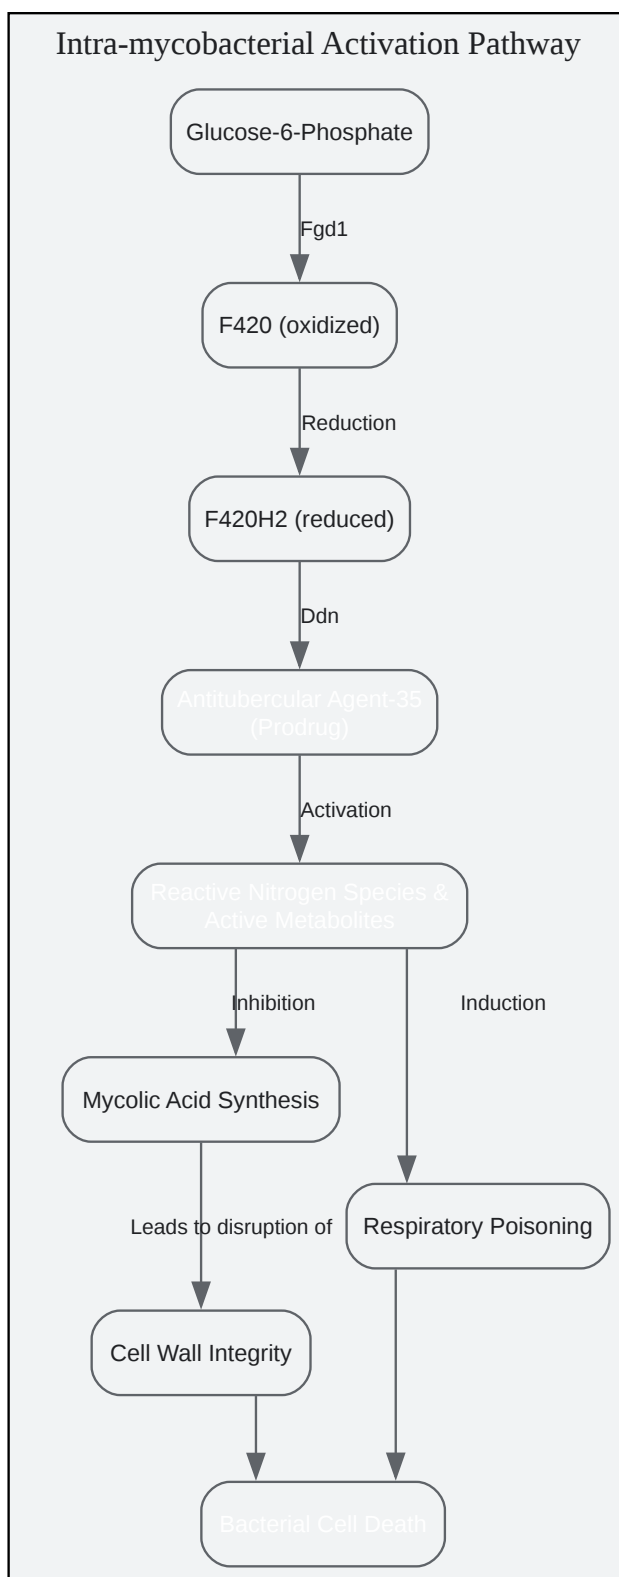 Intra-mycobacterial Activation Pathway
Glucose-6-Phosphate
Fgd1
F420 (oxidized)
Reduction
F420H2 (reduced)
Ddn
Antitubercular Agent-35
(Prodrug)
Activation
Reactive Nitrogen Species &
Active Metabolites
Inhibition
Induction
Mycolic Acid Synthesis
Leads to disruption of
Respiratory Poisoning
Cell Wall Integrity
Bacterial Cell Death